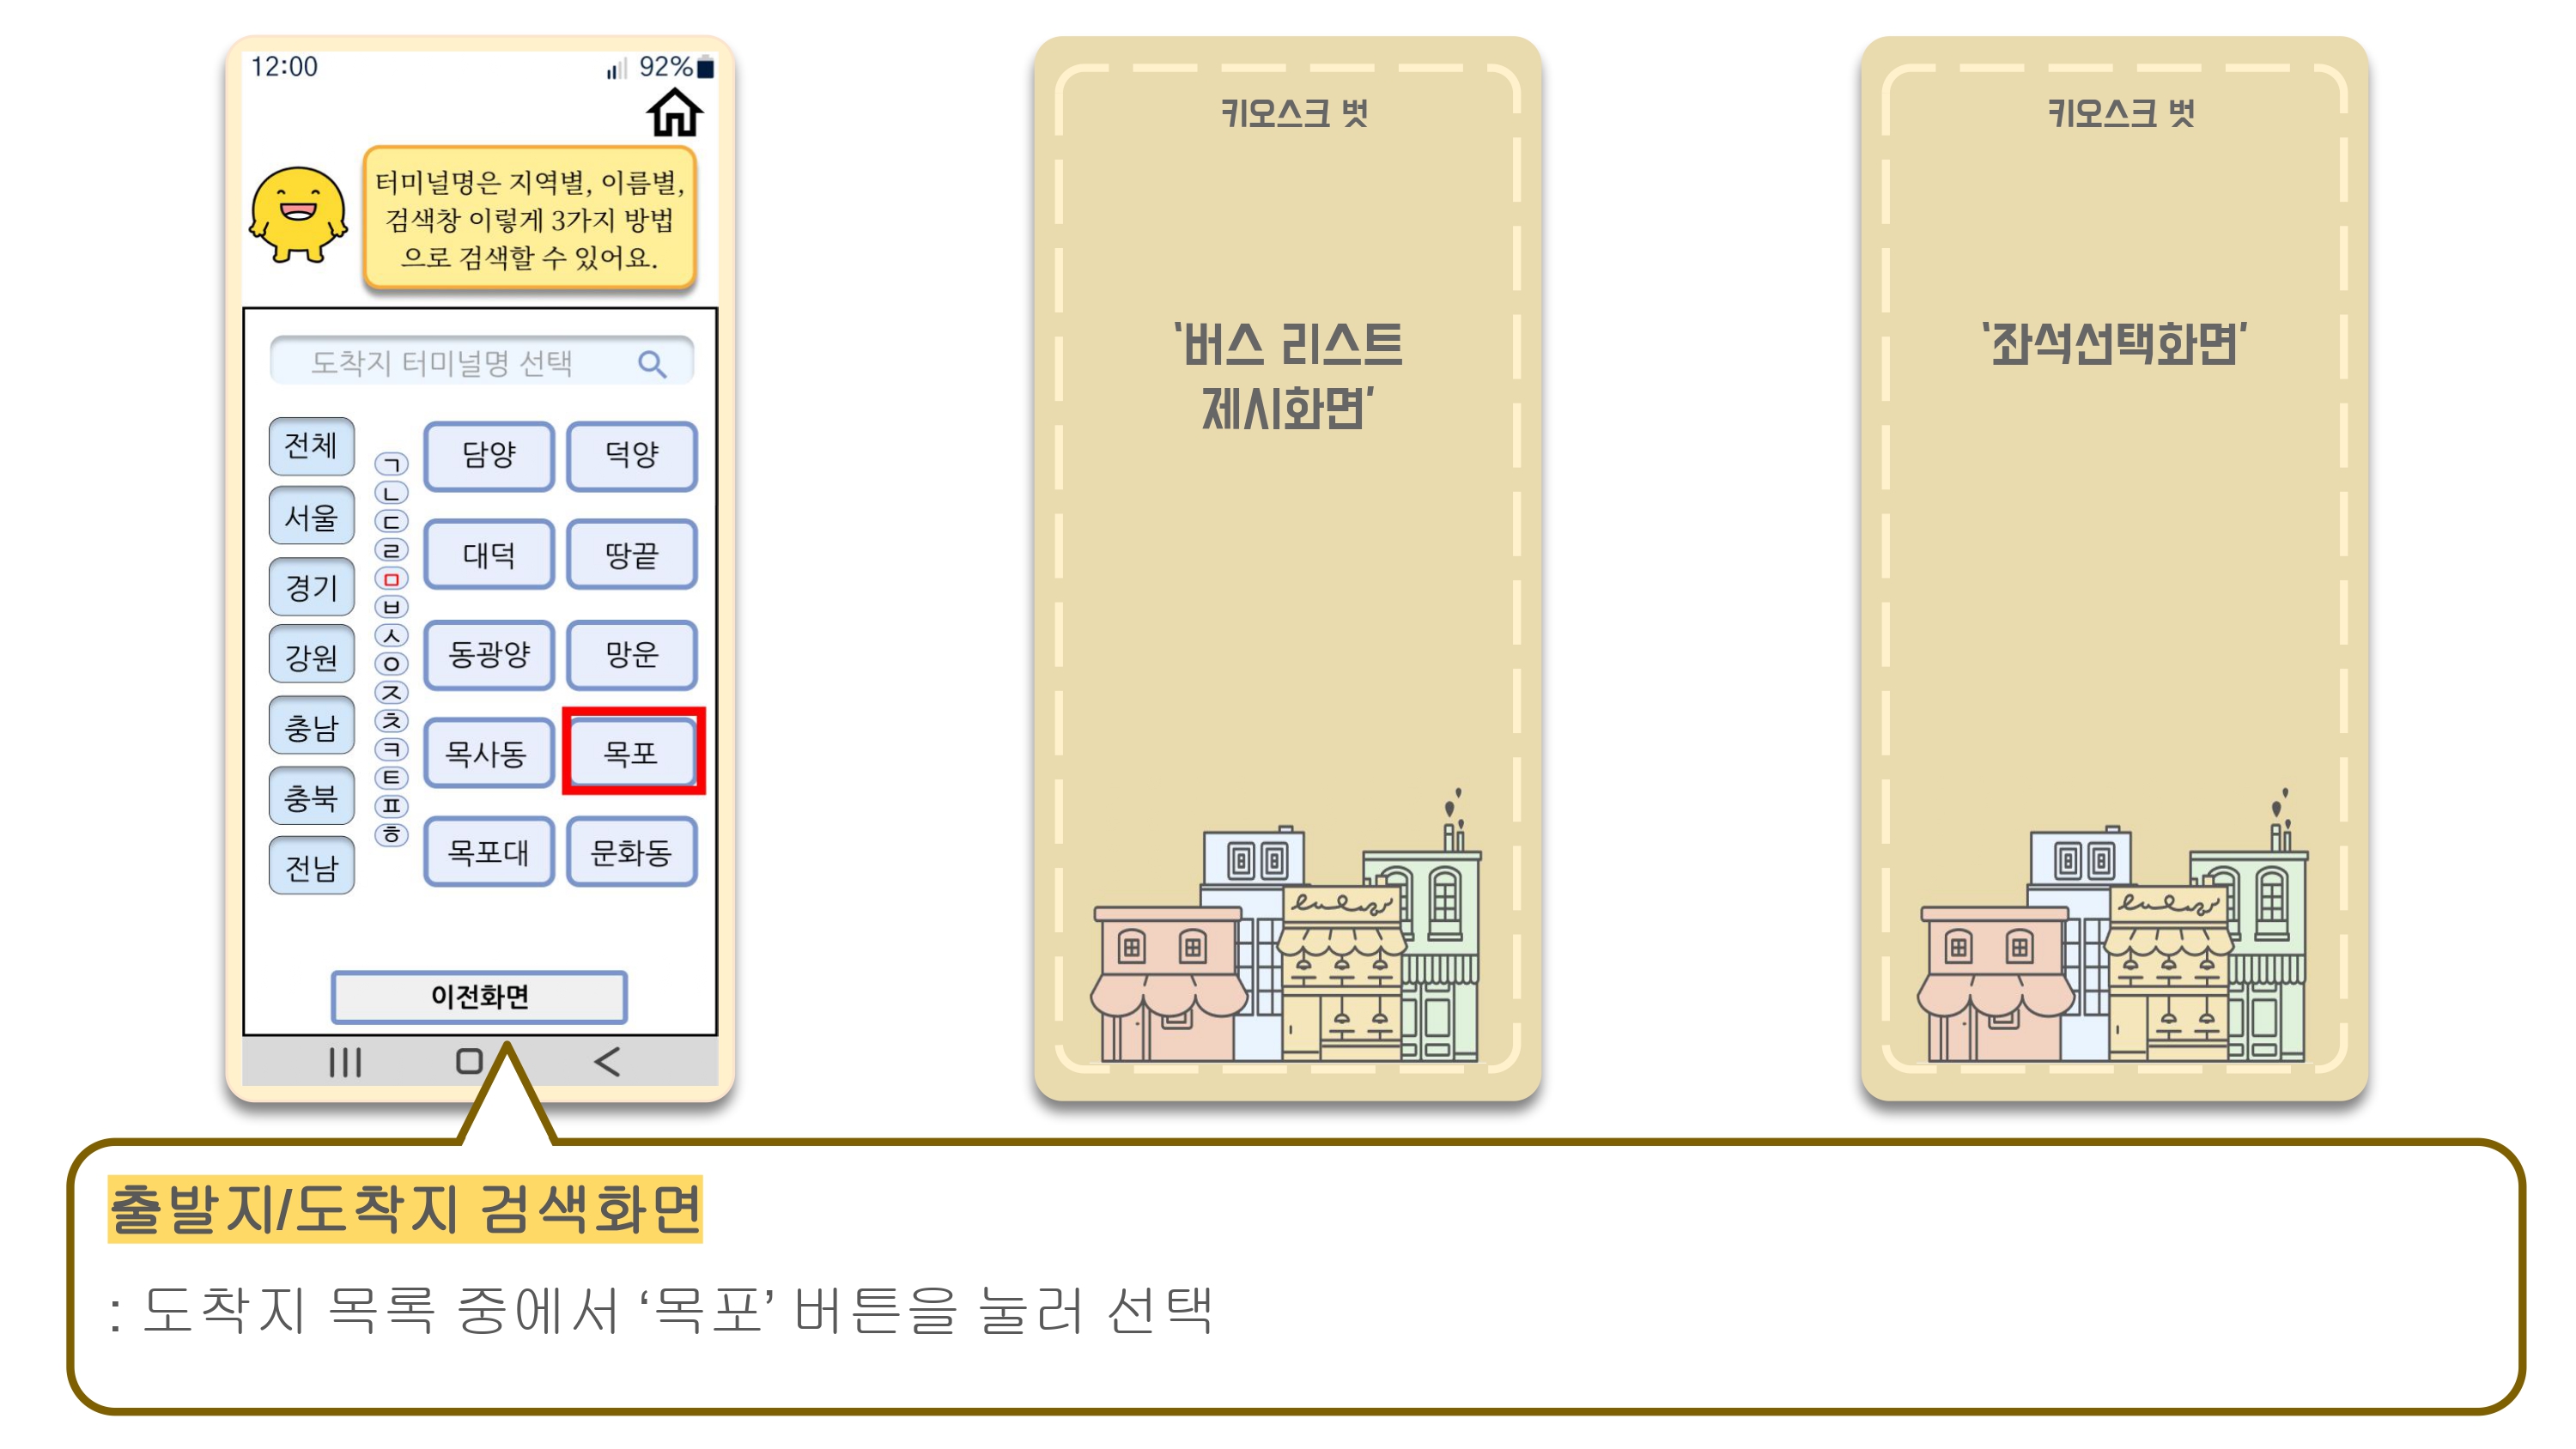 12:00
92%
터미널명은 지역별, 이름별,
검색창 이렇게 3가지 방법
으로 검색할 수 있어요.
도착지 터미널명 선택
전체
서울
경기
강원
충남
충북
전남
ㄱ
ㄴ
ㄷ
ㄹ
ㅁ
ㅂ
ㅅ
ㅇ
ㅈ
ㅊ
ㅋ
ㅌ
ㅍ
ㅎ
담양 덕양
대덕 땅끝
동광양 망운
목사동 목포
목포대 문화동
이전화면
키오스크 벗
‘버스 리스트
제시화면’
키오스크 벗
‘좌석선택화면’
출발지/도착지 검색화면
: 도착지 목록 중에서 ‘목포’ 버튼을 눌러 선택